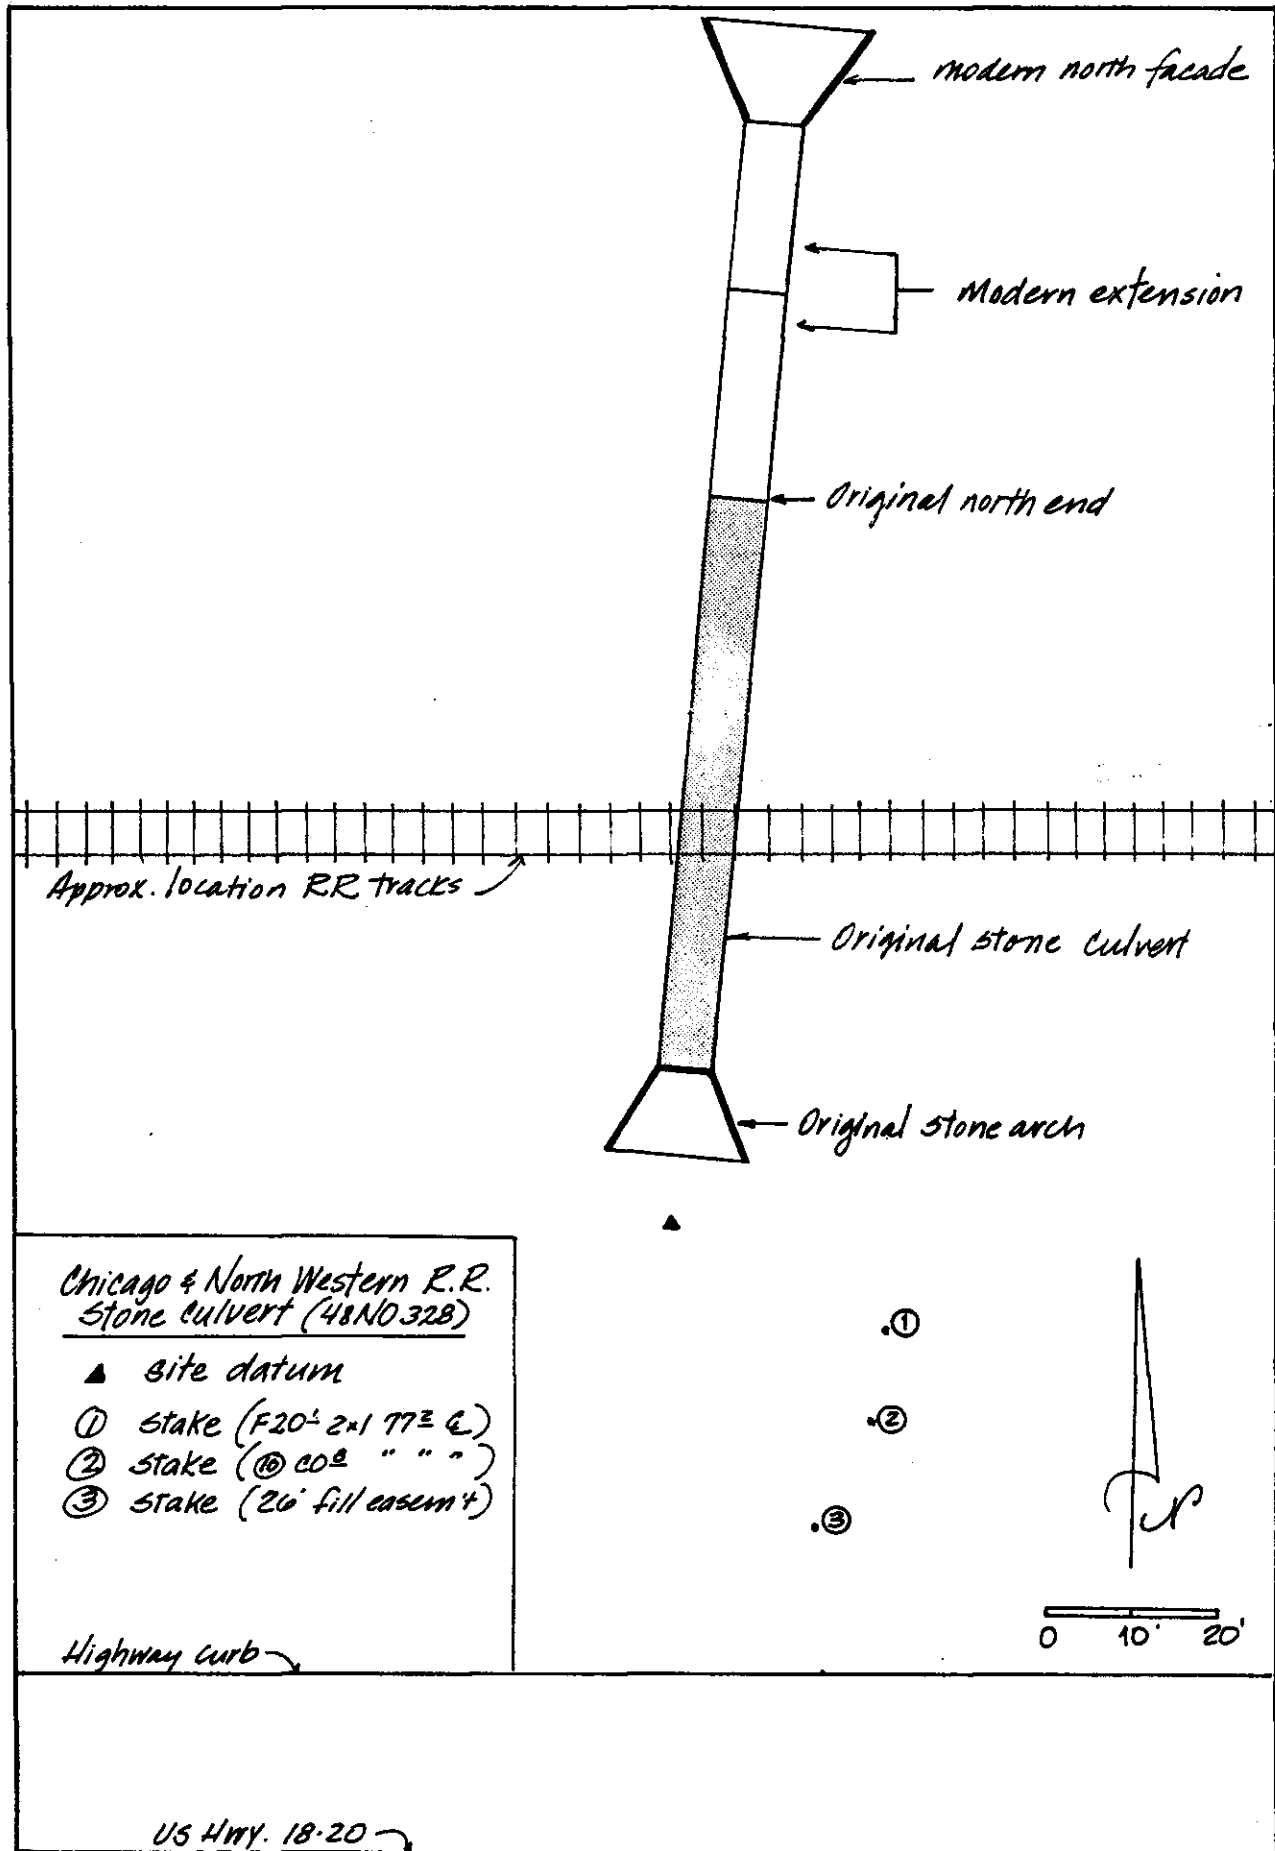 modern north facade
Modern extension
Original north end
Approx. location RR tracks
Original stone culvert
Original stone arch
Chicago & North Western R.R.
Stone Culvert (48NO328)
▲ site datum
① stake (F20' 2x1 77
② stake (⑩ CO " " ")
③ stake (26' fill easem't)
①
②
③
N
0 10' 20'
Highway curb
US Hwy. 18-20